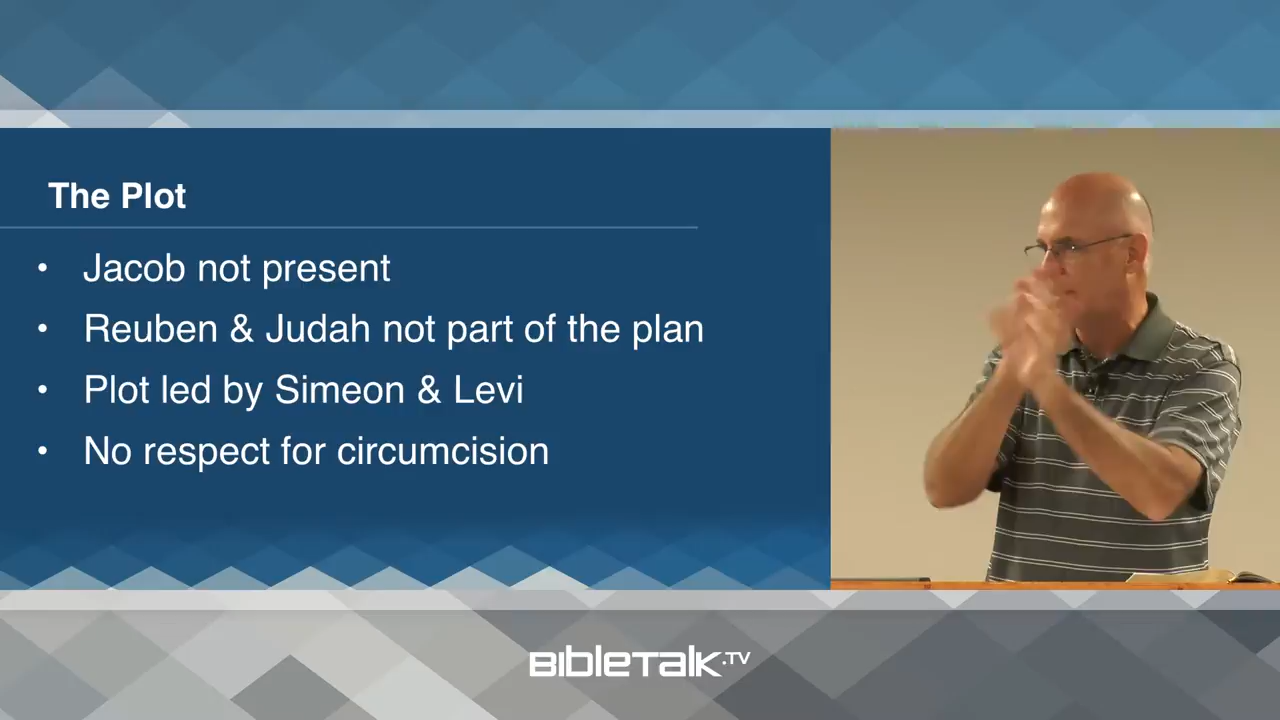 The Plot
• Jacob not present
• Reuben & Judah not part of the plan
• Plot led by Simeon & Levi
• No respect for circumcision
BIBLETALK.TV